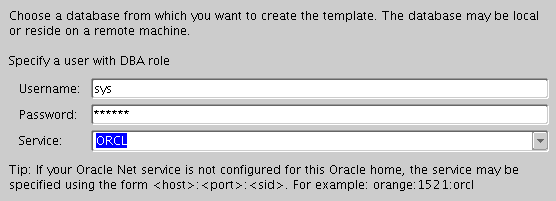 Choose a database from which you want to create the template. The database may be local
or reside on a remote machine.
Specify a user with DBA role
Username: sys
Password: ******
Service: ORCL
Tip: If your Oracle Net service is not configured for this Oracle home, the service may be
specified using the form <host>:<port>:<sid>. For example: orange:1521:orcl